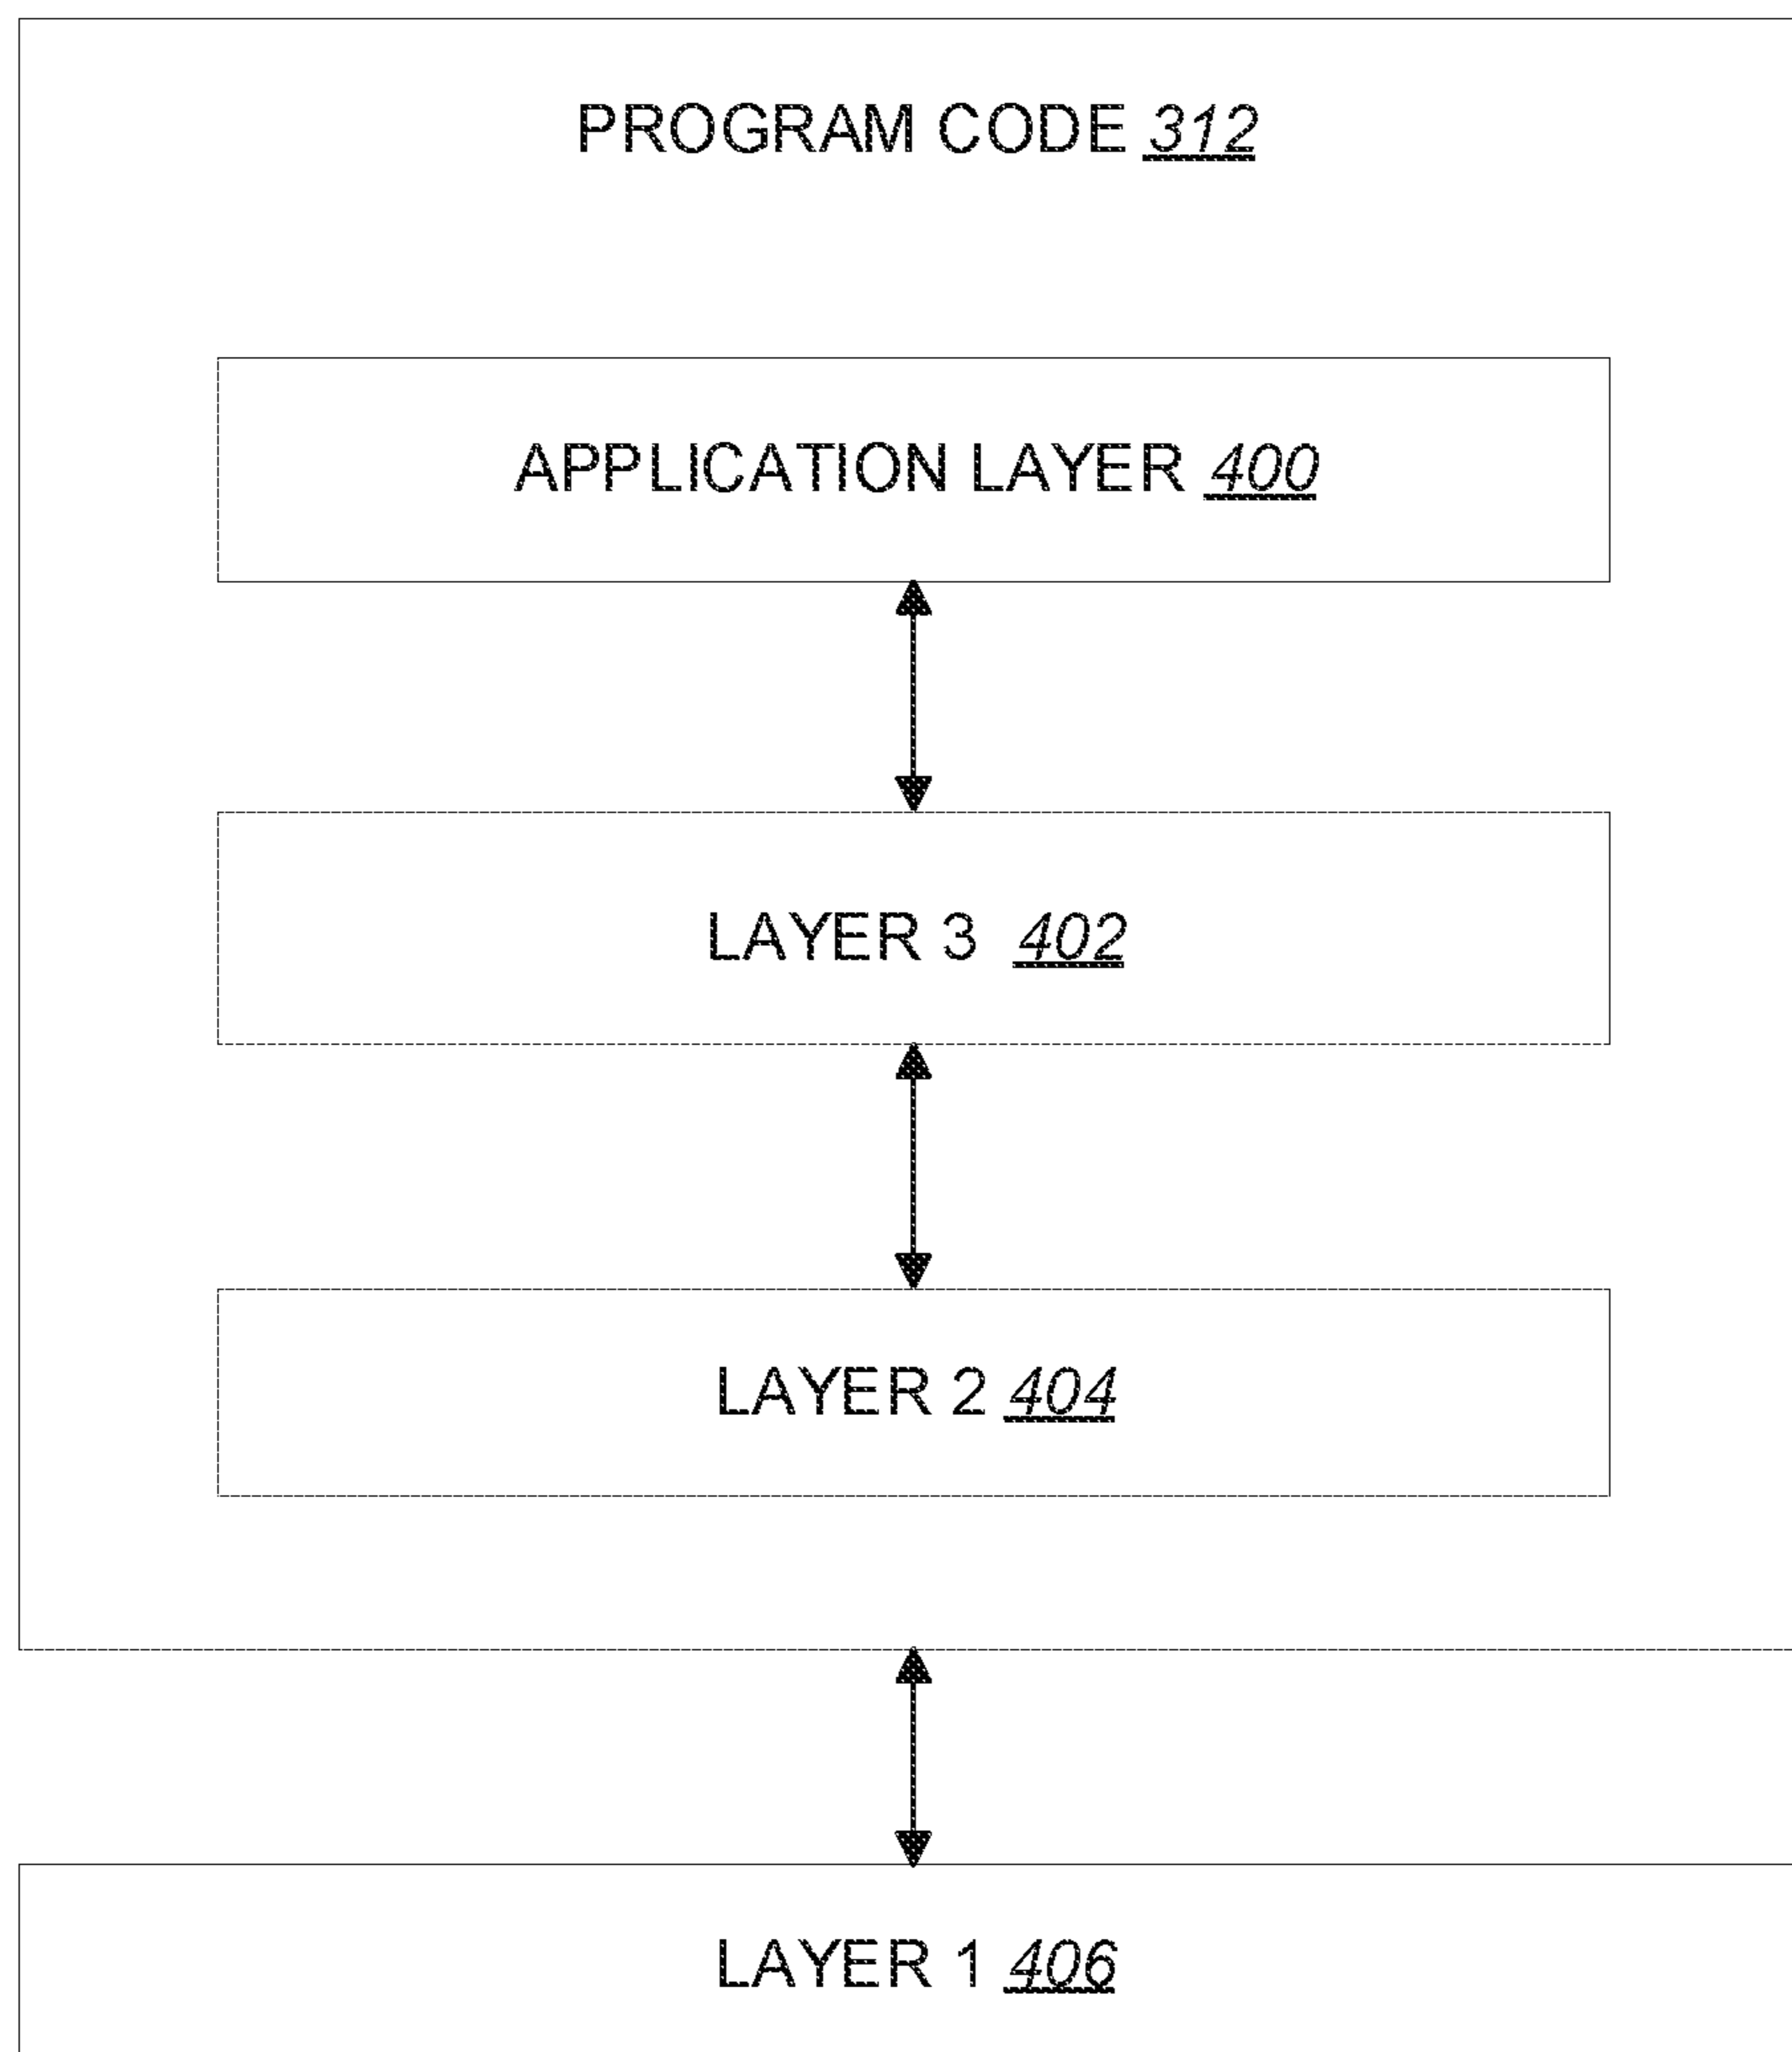 PROGRAM CODE 312
APPLICATION LAYER 400
LAYER 3 402
LAYER 2 404
LAYER 1 406